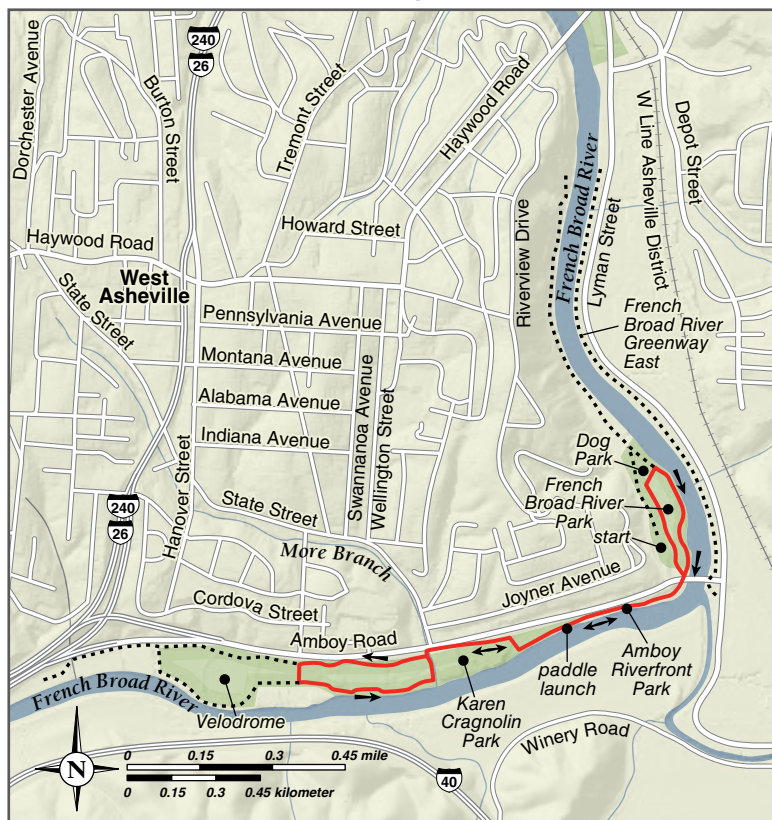 240
26
Dorchester Avenue
Burton Street
Tremont Street
Haywood Road
W Line Asheville District
Depot Street
French Broad River
Lyman Street
Riverview Drive
Howard Street
Haywood Road
West
Asheville
State Street
French
Broad River
Greenway
East
Pennsylvania Avenue
Montana Avenue
Swannanoa Avenue
Wellington Street
Alabama Avenue
Indiana Avenue
Hanover Street
Dog
Park
French
Broad River
Park
start
240
26
State Street
More Branch
Joyner Avenue
Cordova Street
Amboy Road
Amboy
Riverfront
Park
paddle
launch
Karen
Cragnolin
Park
French Broad River
Velodrome
Winery Road
N
0 0.15 0.3 0.45 mile
0 0.15 0.3 0.45 kilometer
40